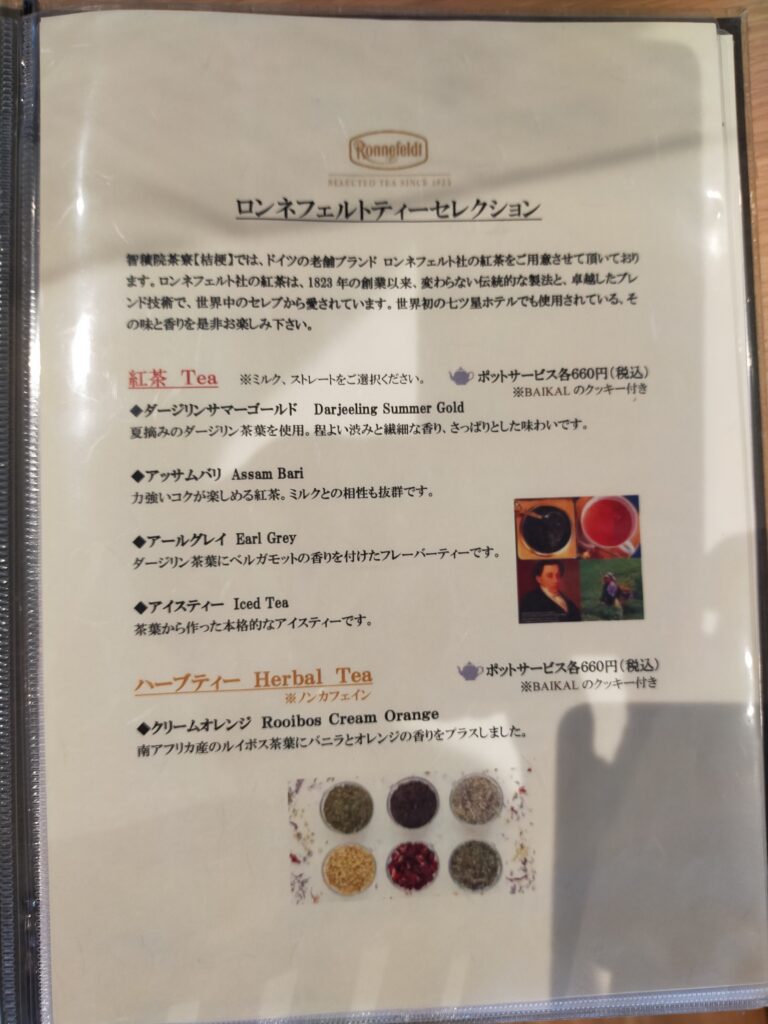 Ronnefeldt
SELECTED TEA SINCE 1823
ロンネフェルトティーセレクション
智積院茶寮【桔梗】では、ドイツの老舗ブランド ロンネフェルト社の紅茶をご用意させて頂いており
ます。ロンネフェルト社の紅茶は、1823 年の創業以来、変わらない伝統的な製法と、卓越したブレ
ンド技術で、世界中のセレブから愛されています。世界初の七ツ星ホテルでも使用されている、そ
の味と香りを是非お楽しみ下さい。
紅茶 Tea ※ミルク、ストレートをご選択ください。 ポットサービス各660円(税込)
※BAIKAL のクッキー付き
◆ダージリンサマーゴールド Darjeeling Summer Gold
夏摘みのダージリン茶葉を使用。程よい渋みと繊細な香り、さっぱりとした味わいです。
◆アッサムバリ Assam Bari
力強いコクが楽しめる紅茶。ミルクとの相性も抜群です。
◆アールグレイ Earl Grey
ダージリン茶葉にベルガモットの香りを付けたフレーバーティーです。
◆アイスティー Iced Tea
茶葉から作った本格的なアイスティーです。
ハーブティー Herbal Tea ポットサービス各660円(税込)
※ノンカフェイン ※BAIKAL のクッキー付き
◆クリームオレンジ Rooibos Cream Orange
南アフリカ産のルイボス茶葉にバニラとオレンジの香りをプラスしました。